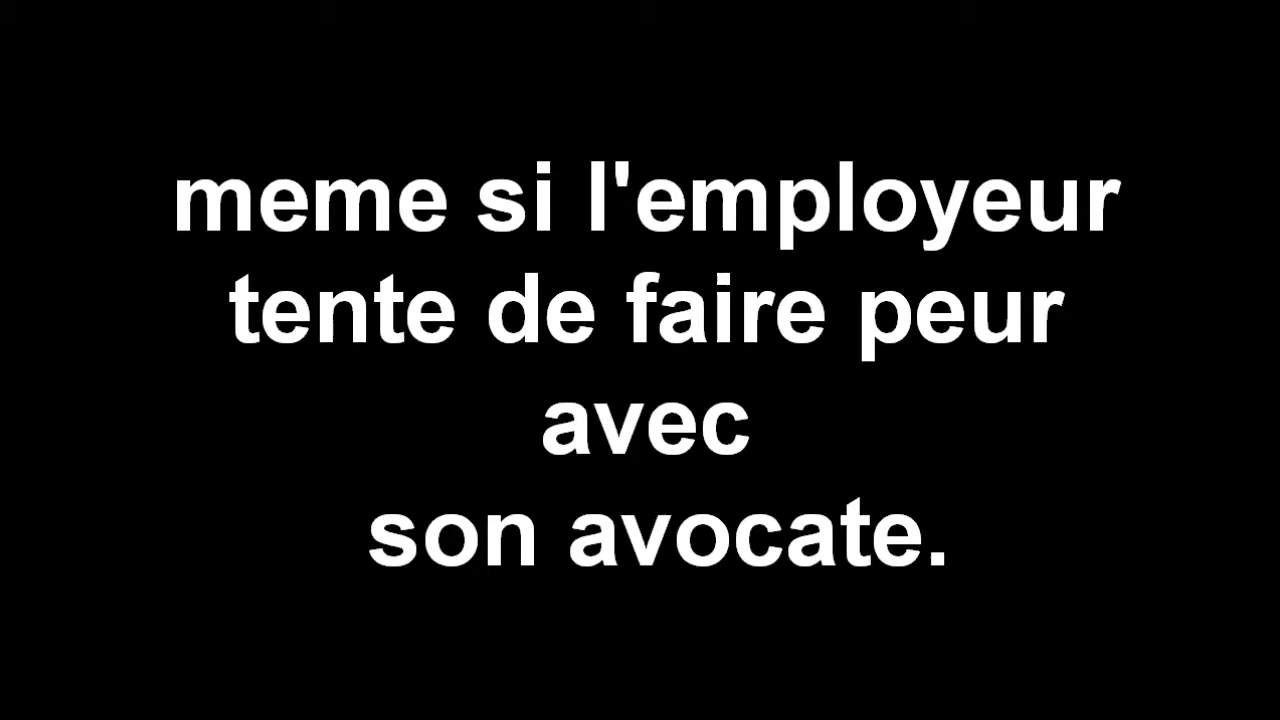 meme si l'employeur
tente de faire peur
avec
son avocate.